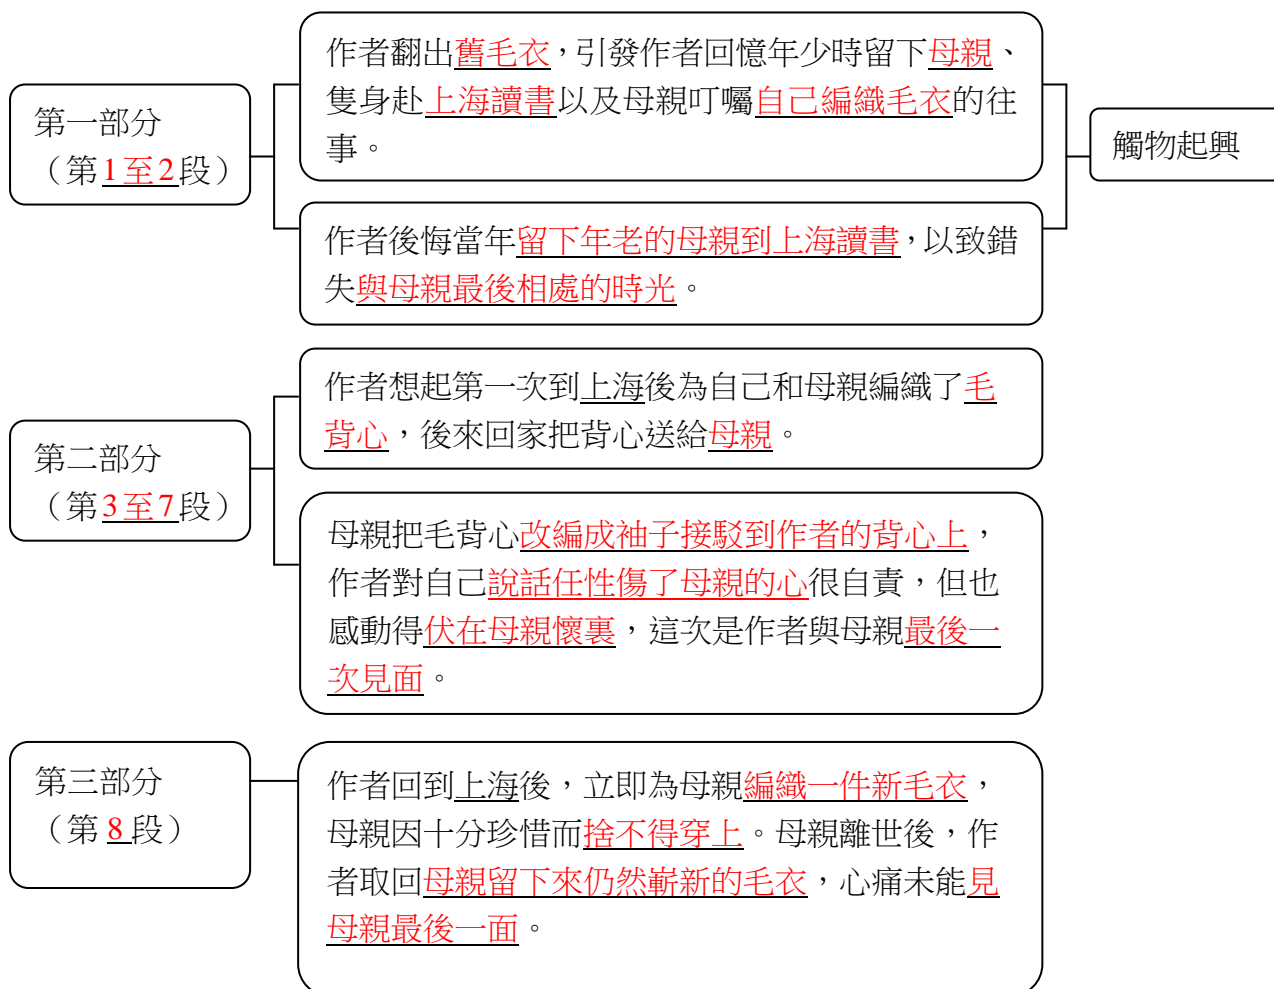 作者翻出舊毛衣，引發作者回憶年少時留下母親、
隻身赴上海讀書以及母親叮囑自己編織毛衣的往
事。
第一部分
（第1至2段）
觸物起興
作者後悔當年留下年老的母親到上海讀書，以致錯
失與母親最後相處的時光。
作者想起第一次到上海後為自己和母親編織了毛
背心，後來回家把背心送給母親。
第二部分
（第3至7段）
母親把毛背心改編成袖子接駁到作者的背心上，
作者對自己說話任性傷了母親的心很自責，但也
感動得伏在母親懷裏，這次是作者與母親最後一
次見面。
第三部分
（第8段）
作者回到上海後，立即為母親編織一件新毛衣，
母親因十分珍惜而捨不得穿上。母親離世後，作
者取回母親留下來仍然嶄新的毛衣，心痛未能見
母親最後一面。